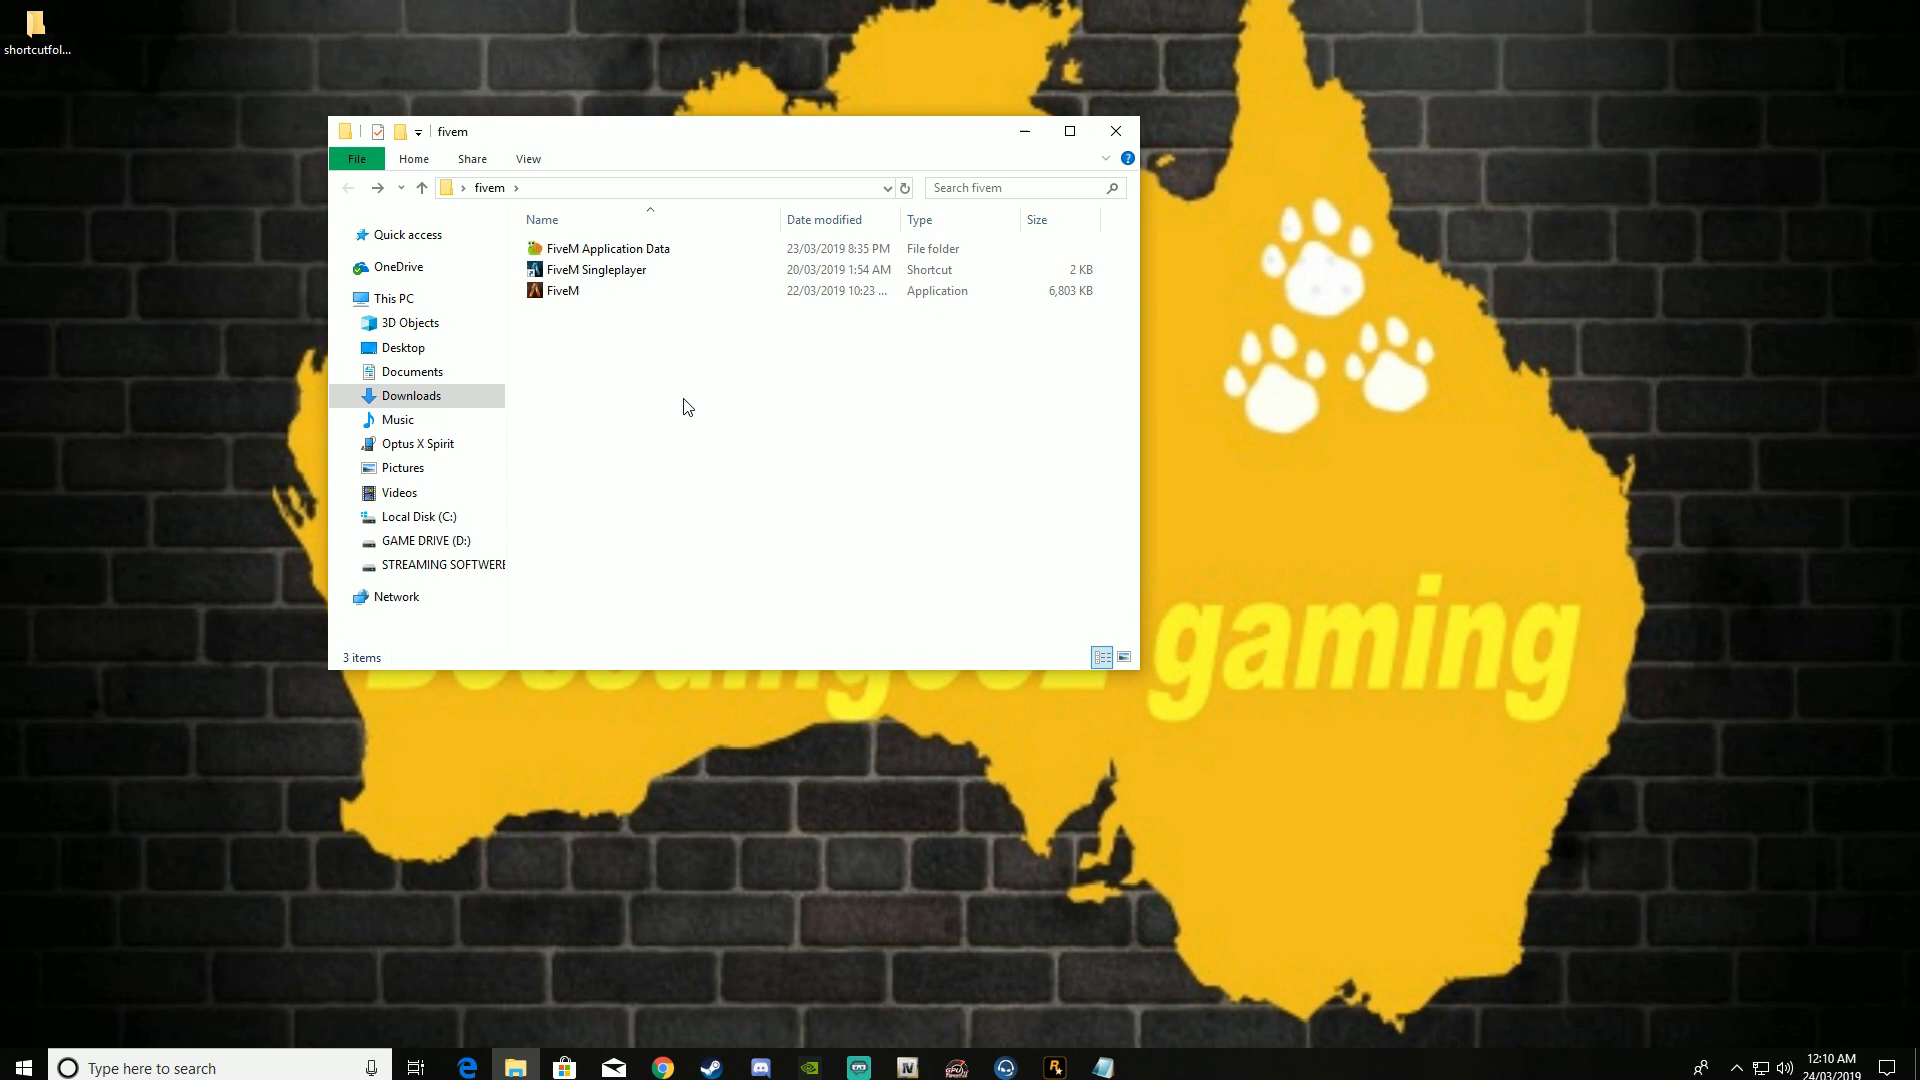 shortcutfol...
fivem
File Home Share View
fivem
Search fivem
Name Date modified Type Size
Quick access
OneDrive
This PC
3D Objects
Desktop
Documents
Downloads
Music
Optus X Spirit
Pictures
Videos
Local Disk (C:)
GAME DRIVE (D:)
STREAMING SOFTWERE
Network
FiveM Application Data 23/03/2019 8:35 PM File folder
FiveM Singleplayer 20/03/2019 1:54 AM Shortcut 2 KB
FiveM 22/03/2019 10:23 ... Application 6,803 KB
3 items
gaming
Type here to search
12:10 AM
24/03/2019